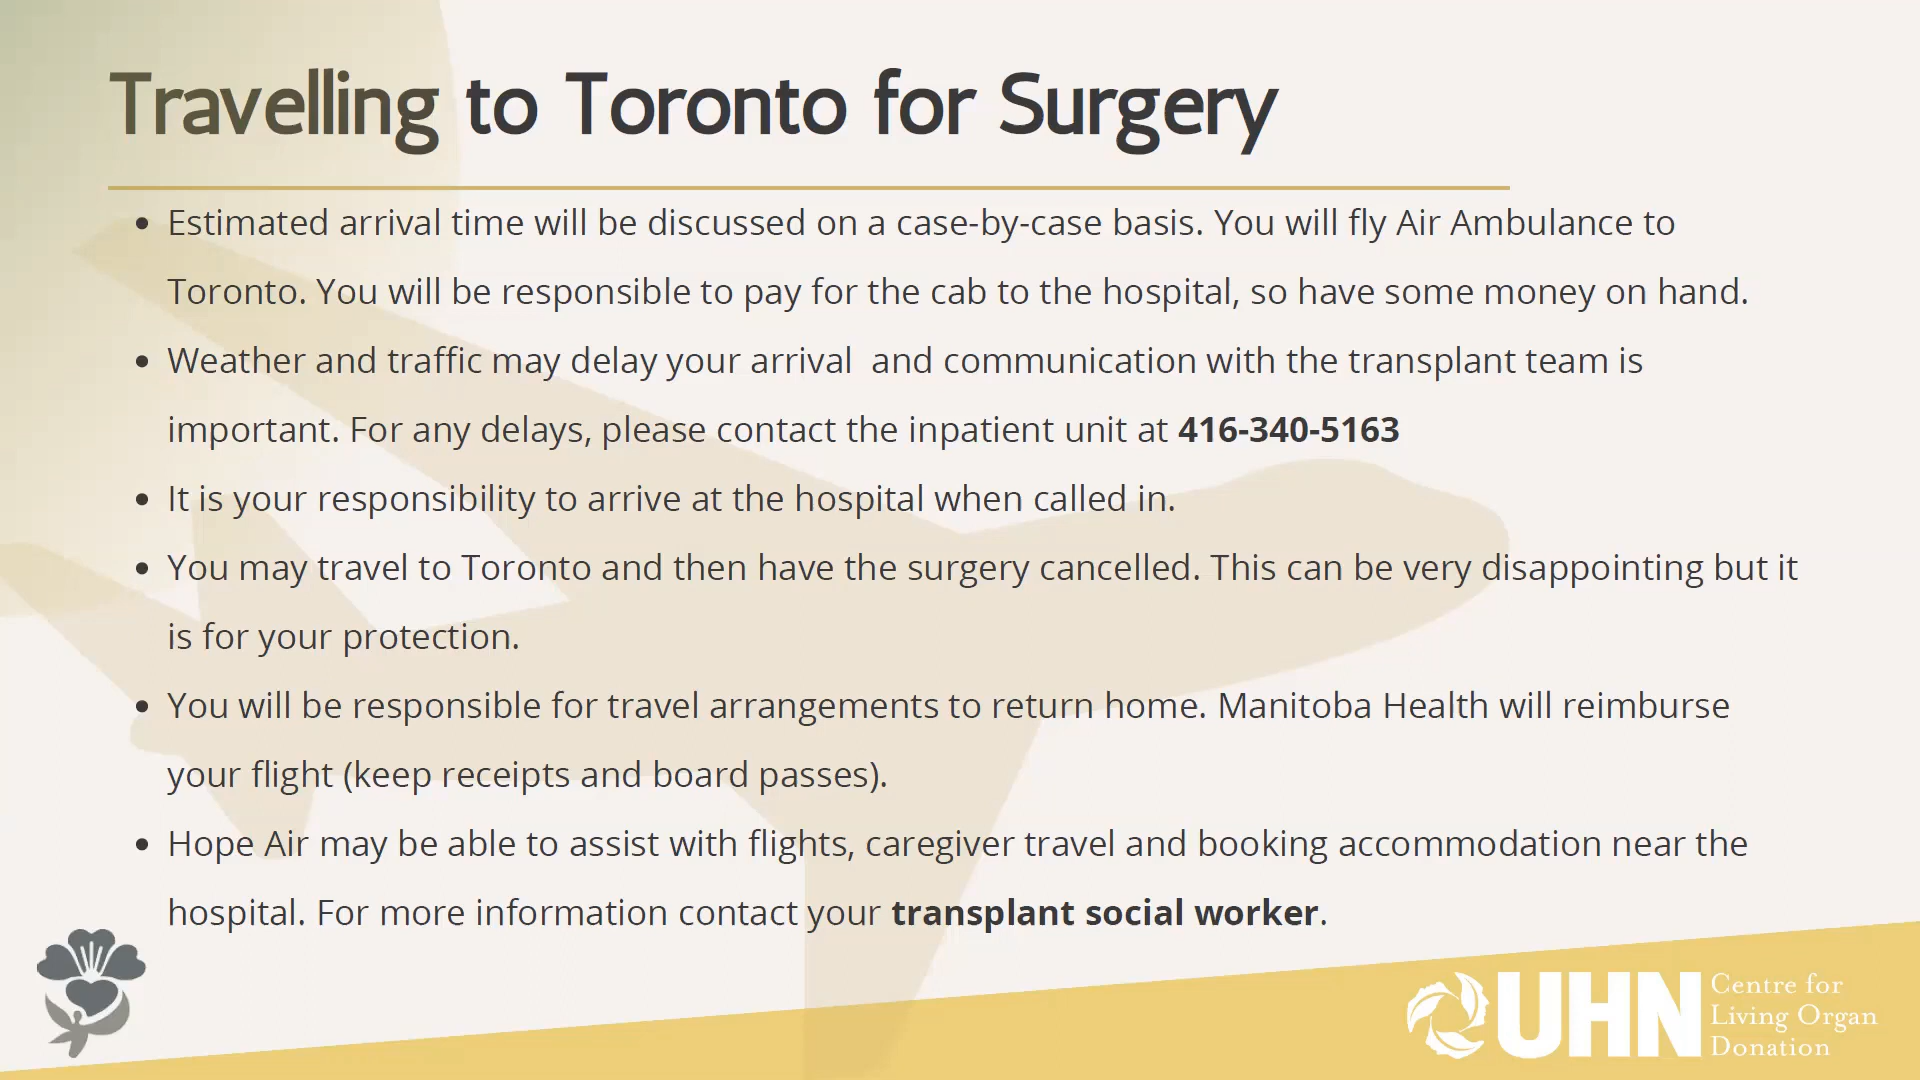 Travelling to Toronto for Surgery
• Estimated arrival time will be discussed on a case-by-case basis. You will fly Air Ambulance to
Toronto. You will be responsible to pay for the cab to the hospital, so have some money on hand.
• Weather and traffic may delay your arrival  and communication with the transplant team is
important. For any delays, please contact the inpatient unit at 416-340-5163
• It is your responsibility to arrive at the hospital when called in.
• You may travel to Toronto and then have the surgery cancelled. This can be very disappointing but it
is for your protection.
• You will be responsible for travel arrangements to return home. Manitoba Health will reimburse
your flight (keep receipts and board passes).
• Hope Air may be able to assist with flights, caregiver travel and booking accommodation near the
hospital. For more information contact your transplant social worker.
UHN
Centre for
Living Organ
Donation